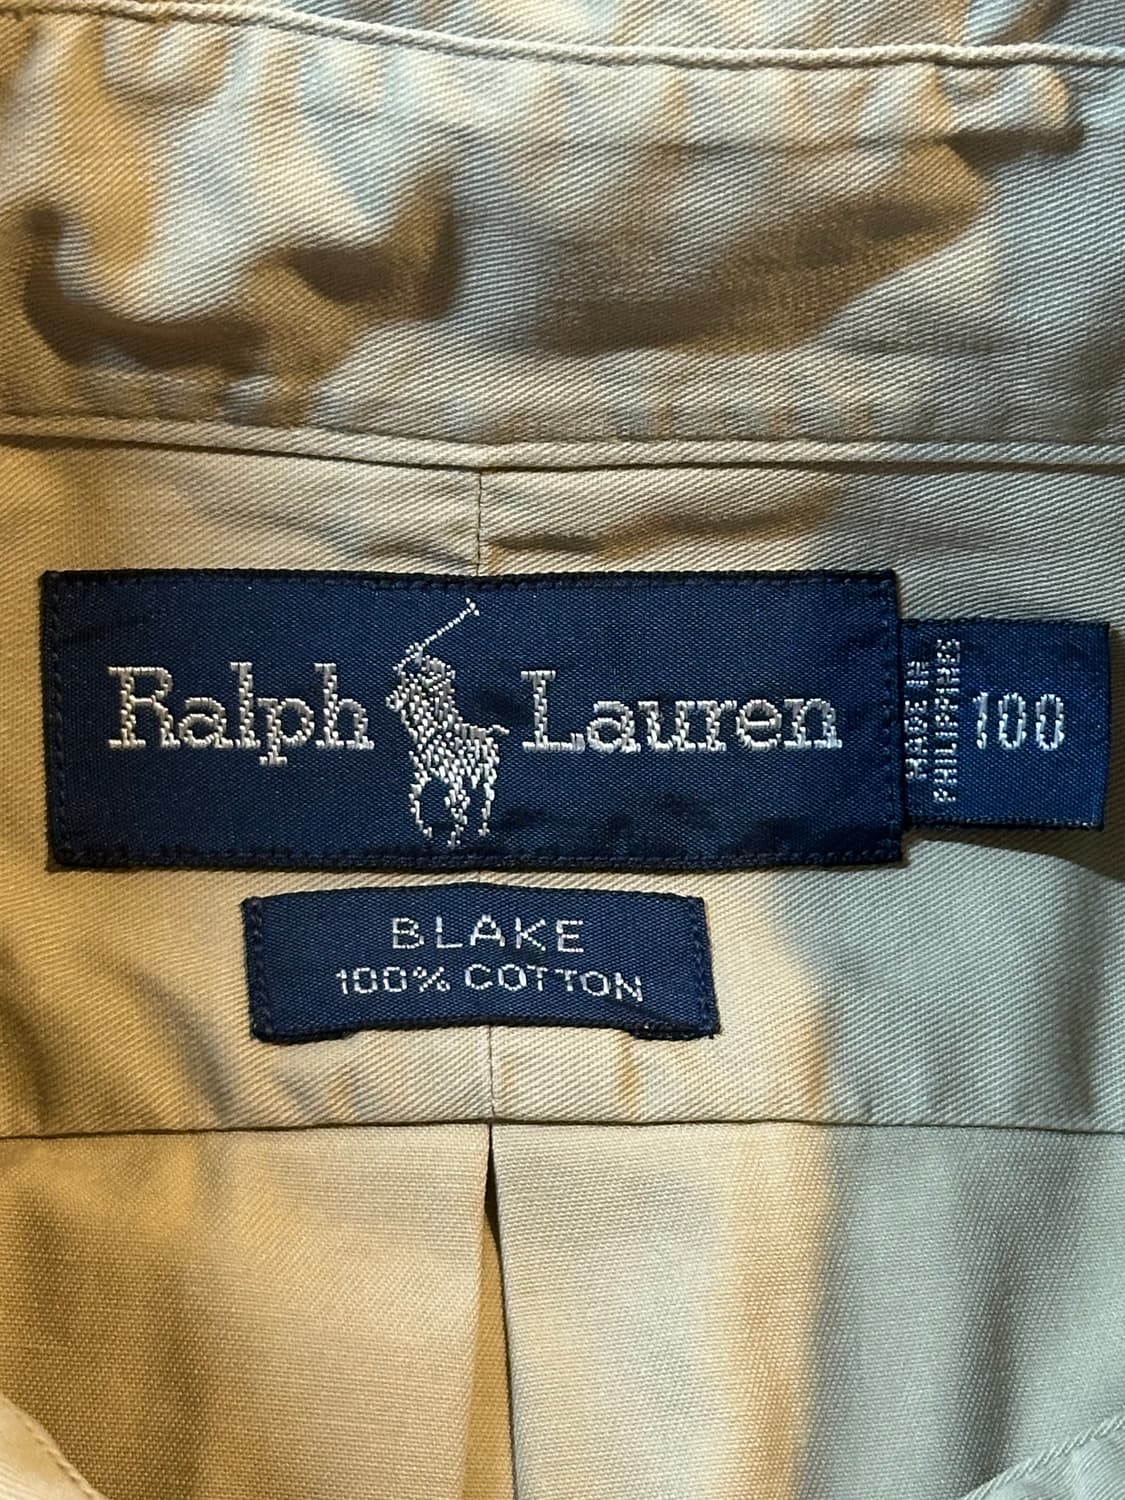 Ralph Lauren
MADE IN
PHILIPPINES
100
BLAKE
100% COTTON